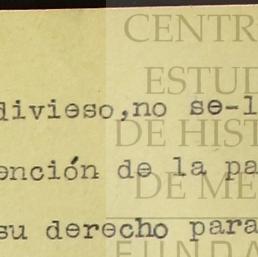 CENTR
ESTUD
divieso,no se-l
DE HIST
ención de la pa
DE ME
su derecho para
FUNDA